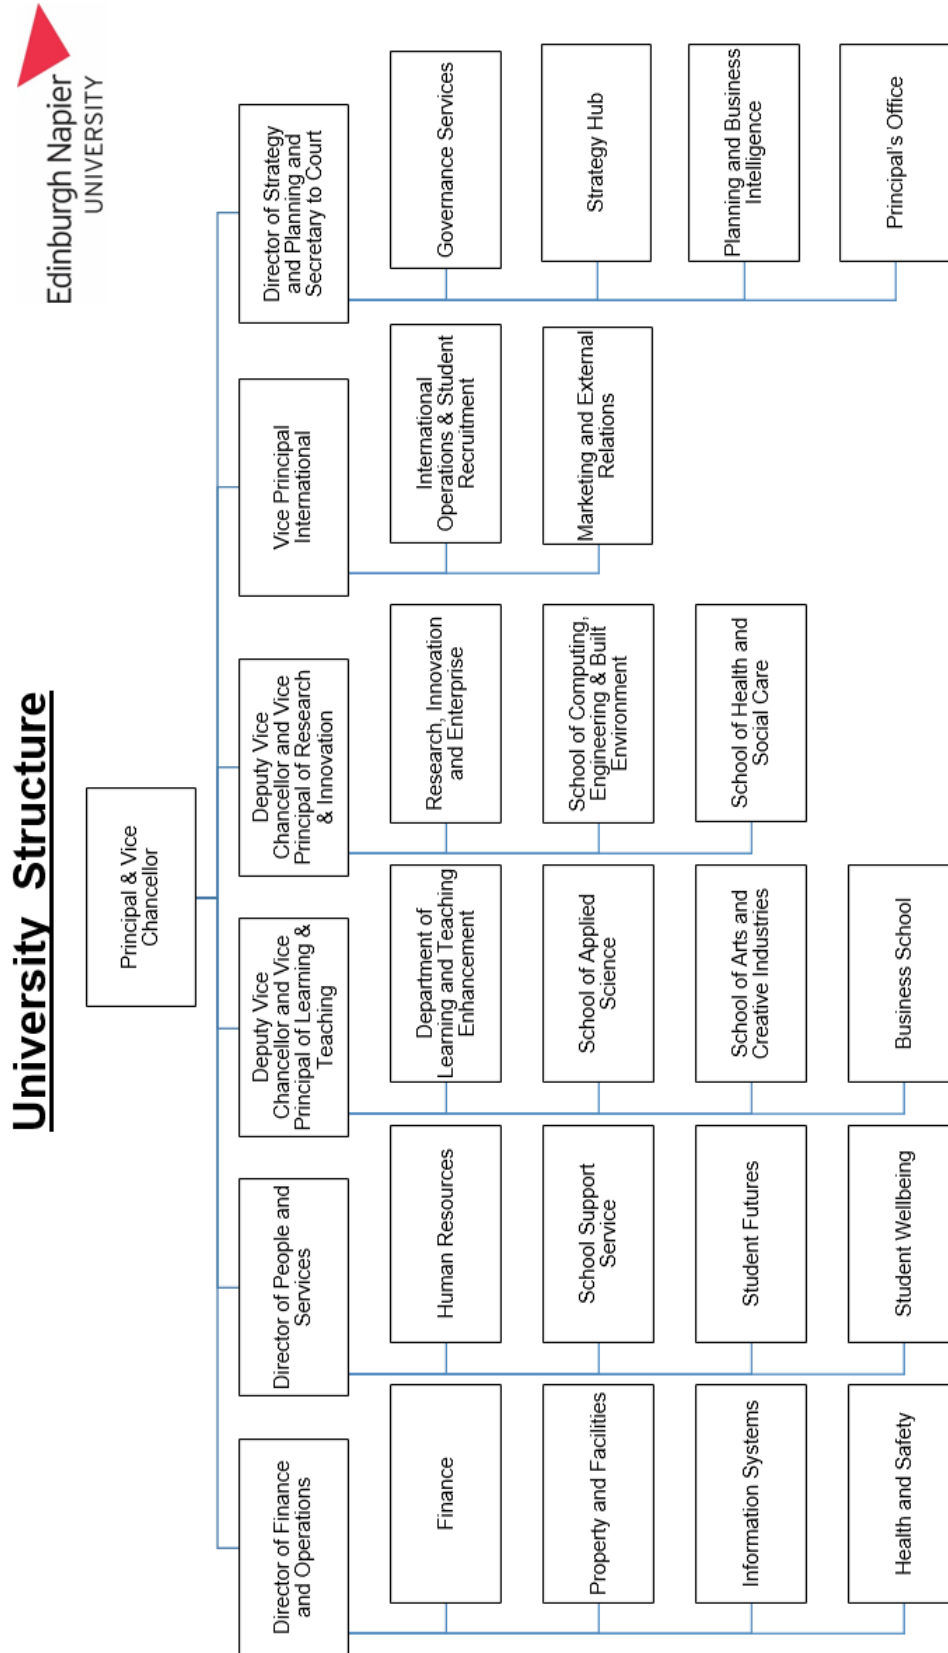 University Structure
Edinburgh Napier
UNIVERSITY
Principal & Vice
Chancellor
Director of Finance
and Operations
Finance
Property and Facilities
Information Systems
Health and Safety
Director of People and
Services
Human Resources
School Support
Service
Student Futures
Student Wellbeing
Deputy Vice
Chancellor and Vice
Principal of Learning &
Teaching
Department of
Learning and Teaching
Enhancement
School of Applied
Science
School of Arts and
Creative Industries
Business School
Deputy Vice
Chancellor and Vice
Principal of Research
& Innovation
Research, Innovation
and Enterprise
School of Computing,
Engineering & Built
Environment
School of Health and
Social Care
Vice Principal
International
International
Operations & Student
Recruitment
Marketing and External
Relations
Director of Strategy
and Planning and
Secretary to Court
Governance Services
Strategy Hub
Planning and Business
Intelligence
Principal's Office